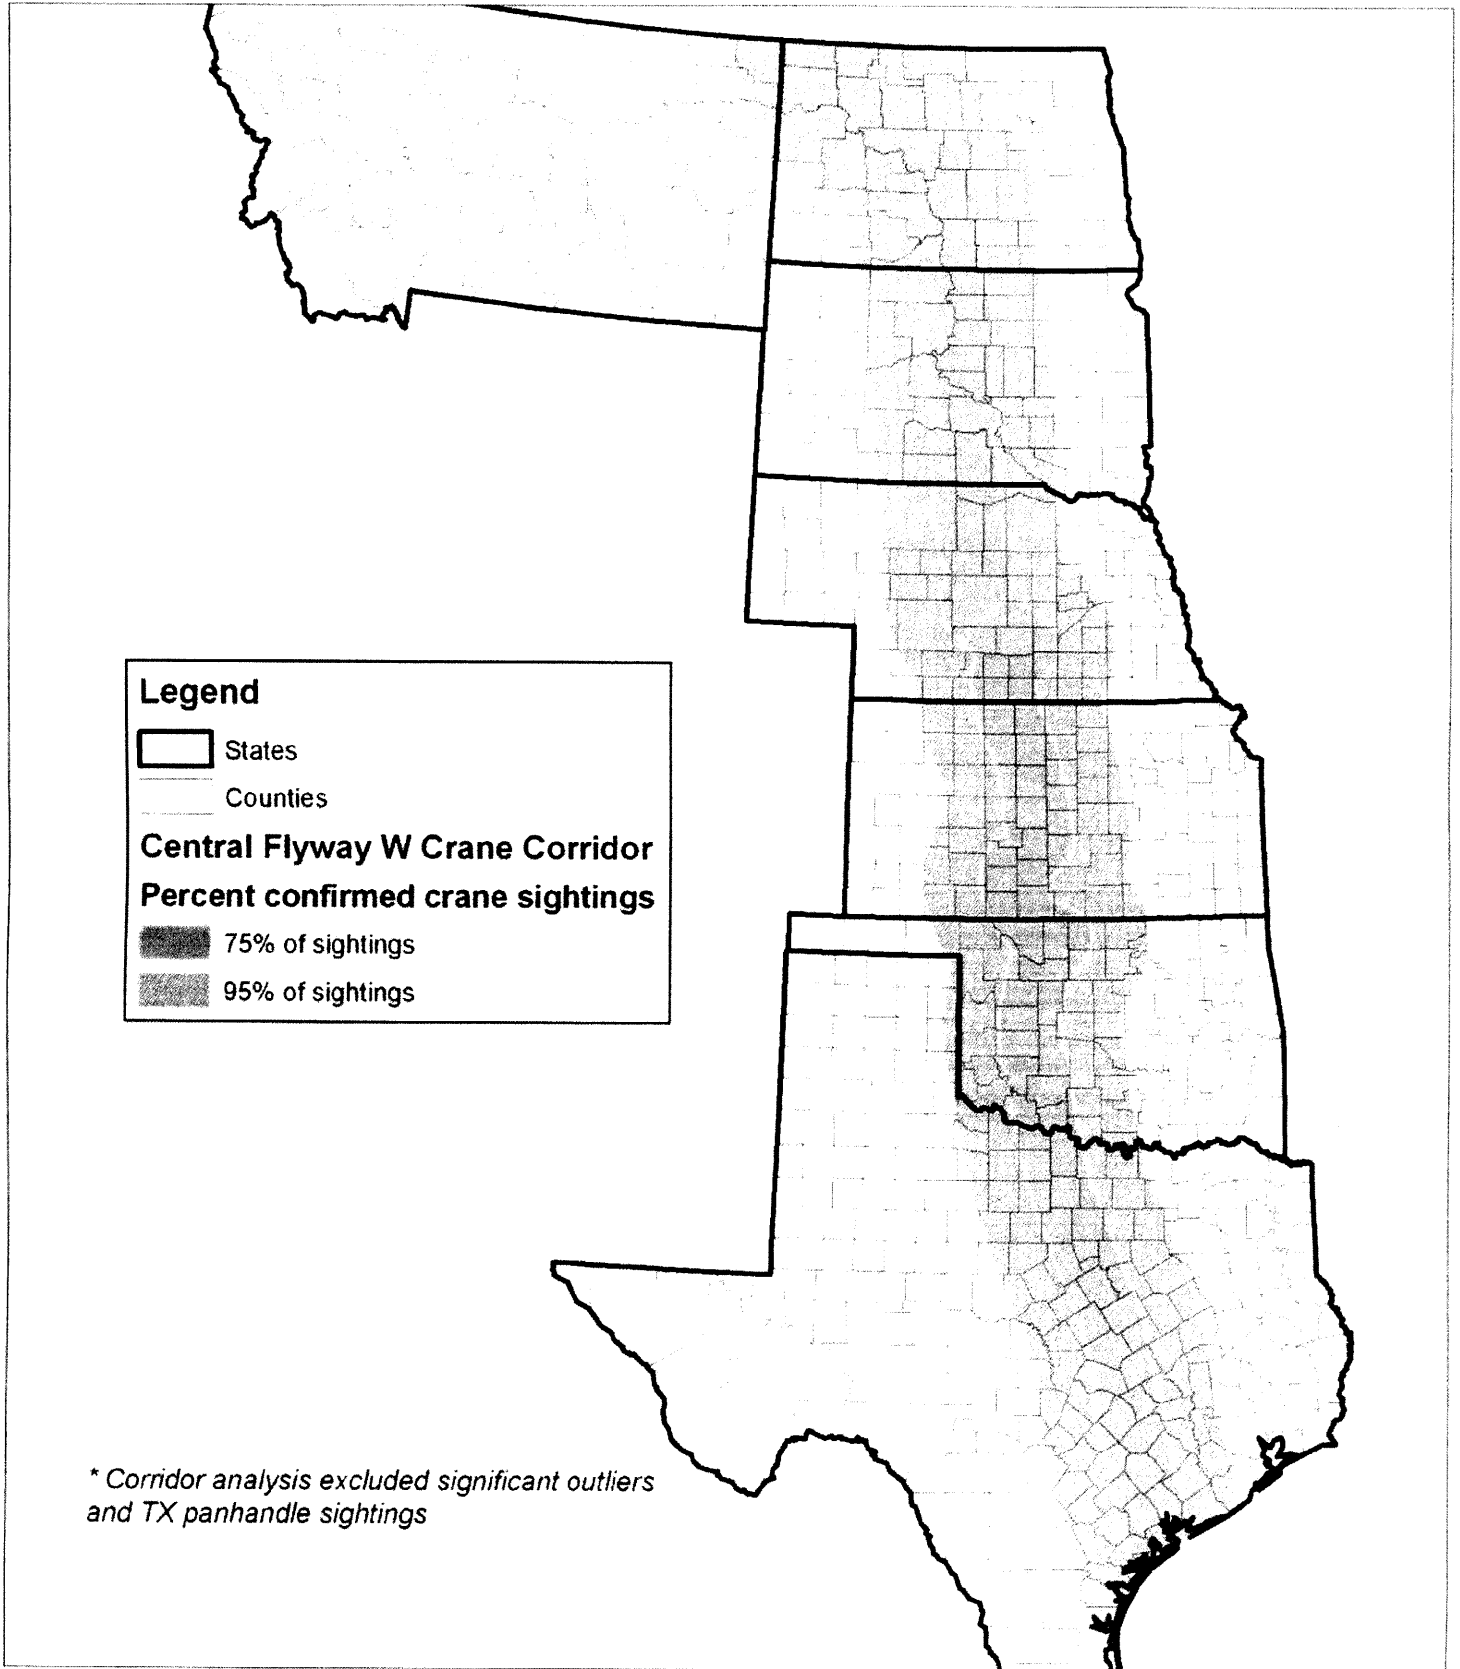 Legend
States
Counties
Central Flyway W Crane Corridor
Percent confirmed crane sightings
75% of sightings
95% of sightings
* Corridor analysis excluded significant outliers
and TX panhandle sightings